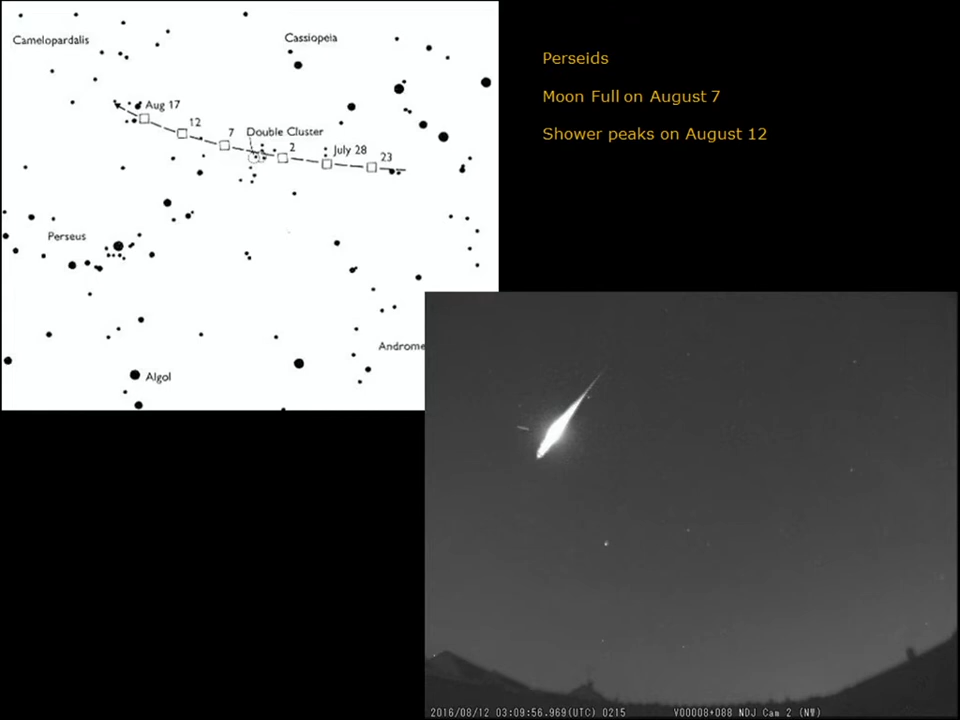 Camelopardalis
Cassiopeia
Aug 17
12
7
Double Cluster
2
July 28
23
Perseus
Androme
Algol
Perseids
Moon Full on August 7
Shower peaks on August 12
2016/08/12 03:09:56.969(UTC) 0215 V00008+088 NDJ Cam 2 (NW)